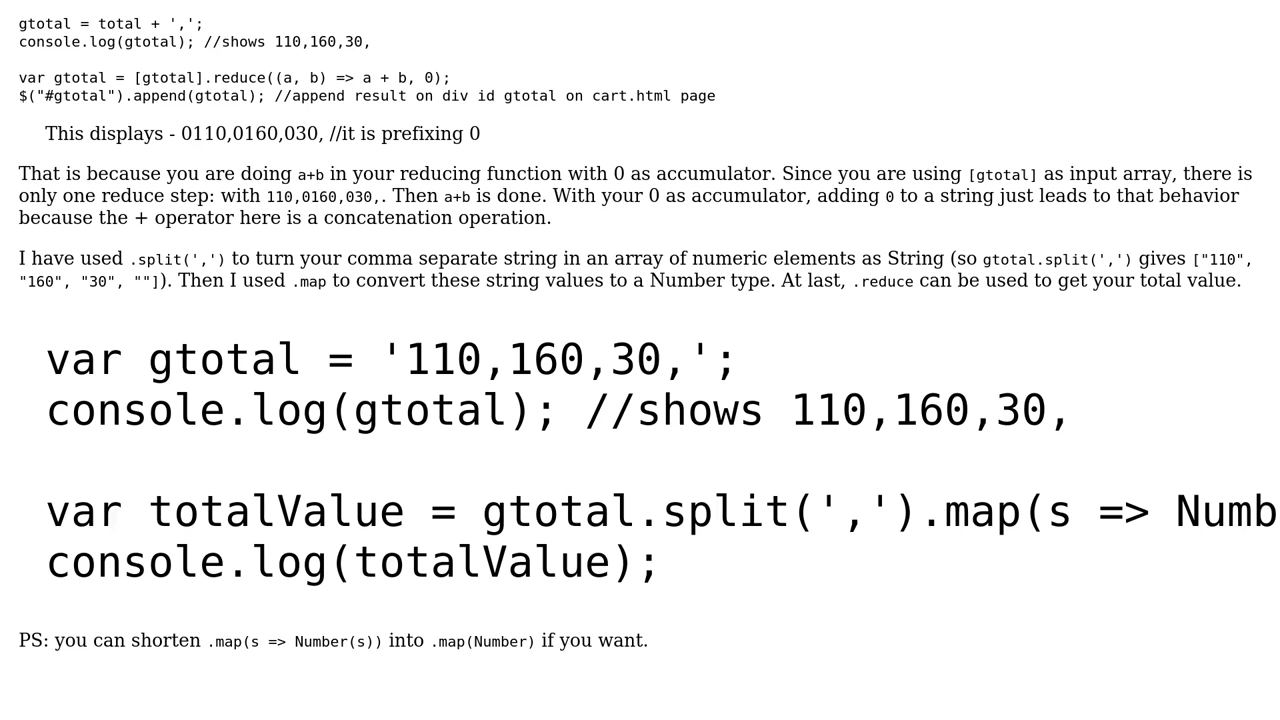 gtotal = total + ',';
console.log(gtotal); //shows 110,160,30,
var gtotal = [gtotal].reduce((a, b) => a + b, 0);
$("#gtotal").append(gtotal); //append result on div id gtotal on cart.html page
This displays - 0110,0160,030, //it is prefixing 0
That is because you are doing a+b in your reducing function with 0 as accumulator. Since you are using [gtotal] as input array, there is
only one reduce step: with 110,0160,030,. Then a+b is done. With your 0 as accumulator, adding 0 to a string just leads to that behavior
because the + operator here is a concatenation operation.
I have used .split(',') to turn your comma separate string in an array of numeric elements as String (so gtotal.split(',') gives ["110",
"160", "30", ""]). Then I used .map to convert these string values to a Number type. At last, .reduce can be used to get your total value.
var gtotal = '110,160,30,';
console.log(gtotal); //shows 110,160,30,
var totalValue = gtotal.split(',').map(s => Numb
console.log(totalValue);
PS: you can shorten .map(s => Number(s)) into .map(Number) if you want.